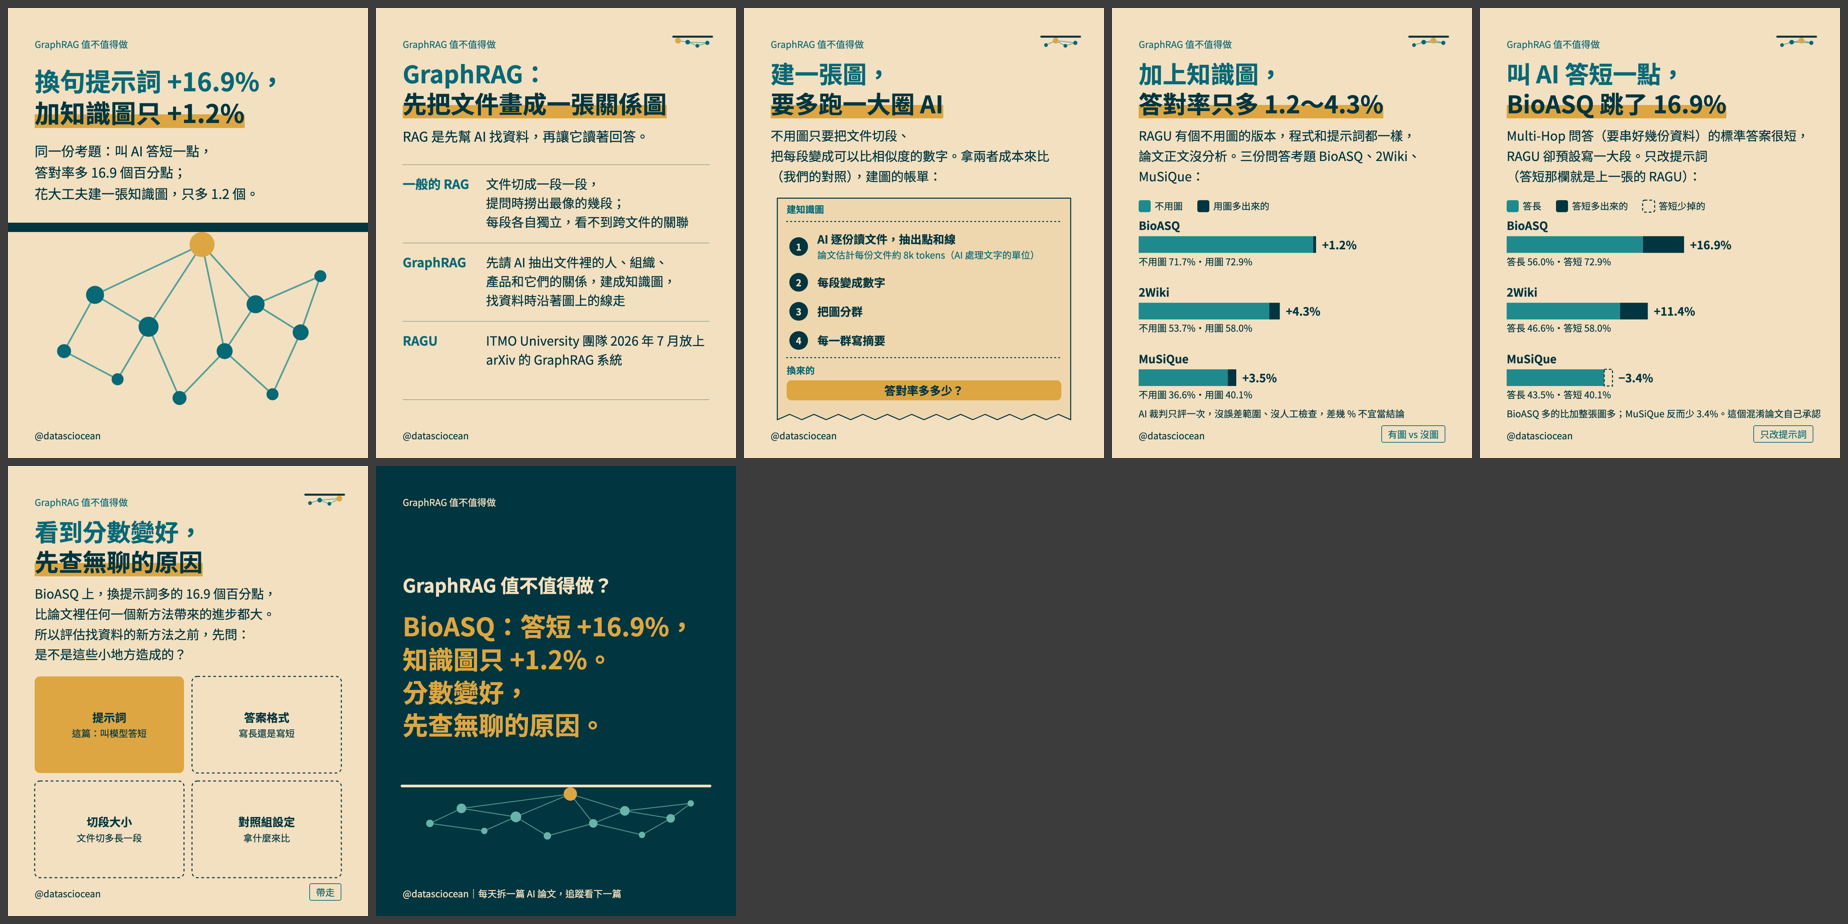 GraphRAG 值不值得做
換句提示詞 +16.9%，
加知識圖只 +1.2%
同一份考題：叫 AI 答短一點，
答對率多 16.9 個百分點；
花大工夫建一張知識圖，只多 1.2 個。
@datasciocean
GraphRAG 值不值得做
GraphRAG：
先把文件畫成一張關係圖
RAG 是先幫 AI 找資料，再讓它讀著回答。
一般的 RAG
文件切成一段一段，
提問時撈出最像的幾段；
每段各自獨立，看不到跨文件的關聯
GraphRAG
先請 AI 抽出文件裡的人、組織、
產品和它們的關係，建成知識圖，
找資料時沿著圖上的線走
RAGU
ITMO University 團隊 2026 年 7 月放上
arXiv 的 GraphRAG 系統
@datasciocean
GraphRAG 值不值得做
建一張圖，
要多跑一大圈 AI
不用圖只要把文件切段、
把每段變成可以比相似度的數字。拿兩者成本來比
（我們的對照），建圖的帳單：
建知識圖
1 AI 逐份讀文件，抽出點和線
論文估計每份文件約 8k tokens（AI 處理文字的單位）
2 每段變成數字
3 把圖分群
4 每一群寫摘要
換來的
答對率多多少？
@datasciocean
GraphRAG 值不值得做
加上知識圖，
答對率只多 1.2～4.3%
RAGU 有個不用圖的版本，程式和提示詞都一樣，
論文正文沒分析。三份問答考題 BioASQ、2Wiki、
MuSiQue：
不用圖 用圖多出來的
BioASQ
+1.2%
不用圖 71.7%・用圖 72.9%
2Wiki
+4.3%
不用圖 53.7%・用圖 58.0%
MuSiQue
+3.5%
不用圖 36.6%・用圖 40.1%
AI 裁判只評一次，沒誤差範圍、沒人工檢查，差幾 % 不宜當結論
@datasciocean
有圖 vs 沒圖
GraphRAG 值不值得做
叫 AI 答短一點，
BioASQ 跳了 16.9%
Multi-Hop 問答（要串好幾份資料）的標準答案很短，
RAGU 卻預設寫一大段。只改提示詞
（答短那欄就是上一張的 RAGU）：
答長 答短多出來的 答短少掉的
BioASQ
+16.9%
答長 56.0%・答短 72.9%
2Wiki
+11.4%
答長 46.6%・答短 58.0%
MuSiQue
−3.4%
答長 43.5%・答短 40.1%
BioASQ 多的比加整張圖多；MuSiQue 反而少 3.4%。這個混淆論文自己承認
@datasciocean
只改提示詞
GraphRAG 值不值得做
看到分數變好，
先查無聊的原因
BioASQ 上，換提示詞多的 16.9 個百分點，
比論文裡任何一個新方法帶來的進步都大。
所以評估找資料的新方法之前，先問：
是不是這些小地方造成的？
提示詞
這篇：叫模型答短
答案格式
寫長還是寫短
切段大小
文件切多長一段
對照組設定
拿什麼來比
@datasciocean
帶走
GraphRAG 值不值得做
GraphRAG 值不值得做？
BioASQ：答短 +16.9%，
知識圖只 +1.2%。
分數變好，
先查無聊的原因。
@datasciocean｜每天拆一篇 AI 論文，追蹤看下一篇